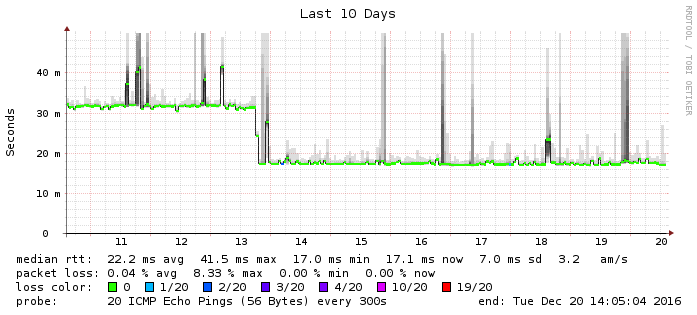 Last 10 Days
RRDTOOL / TOBI OETIKER
Seconds
40 m
30 m
20 m
10 m
0
11 12 13 14 15 16 17 18 19 20
median rtt: 22.2 ms avg 41.5 ms max 17.0 ms min 17.1 ms now 7.0 ms sd 3.2 am/s
packet loss: 0.04 % avg 8.33 % max 0.00 % min 0.00 % now
loss color: 0 1/20 2/20 3/20 4/20 10/20 19/20
probe: 20 ICMP Echo Pings (56 Bytes) every 300s end: Tue Dec 20 14:05:04 2016